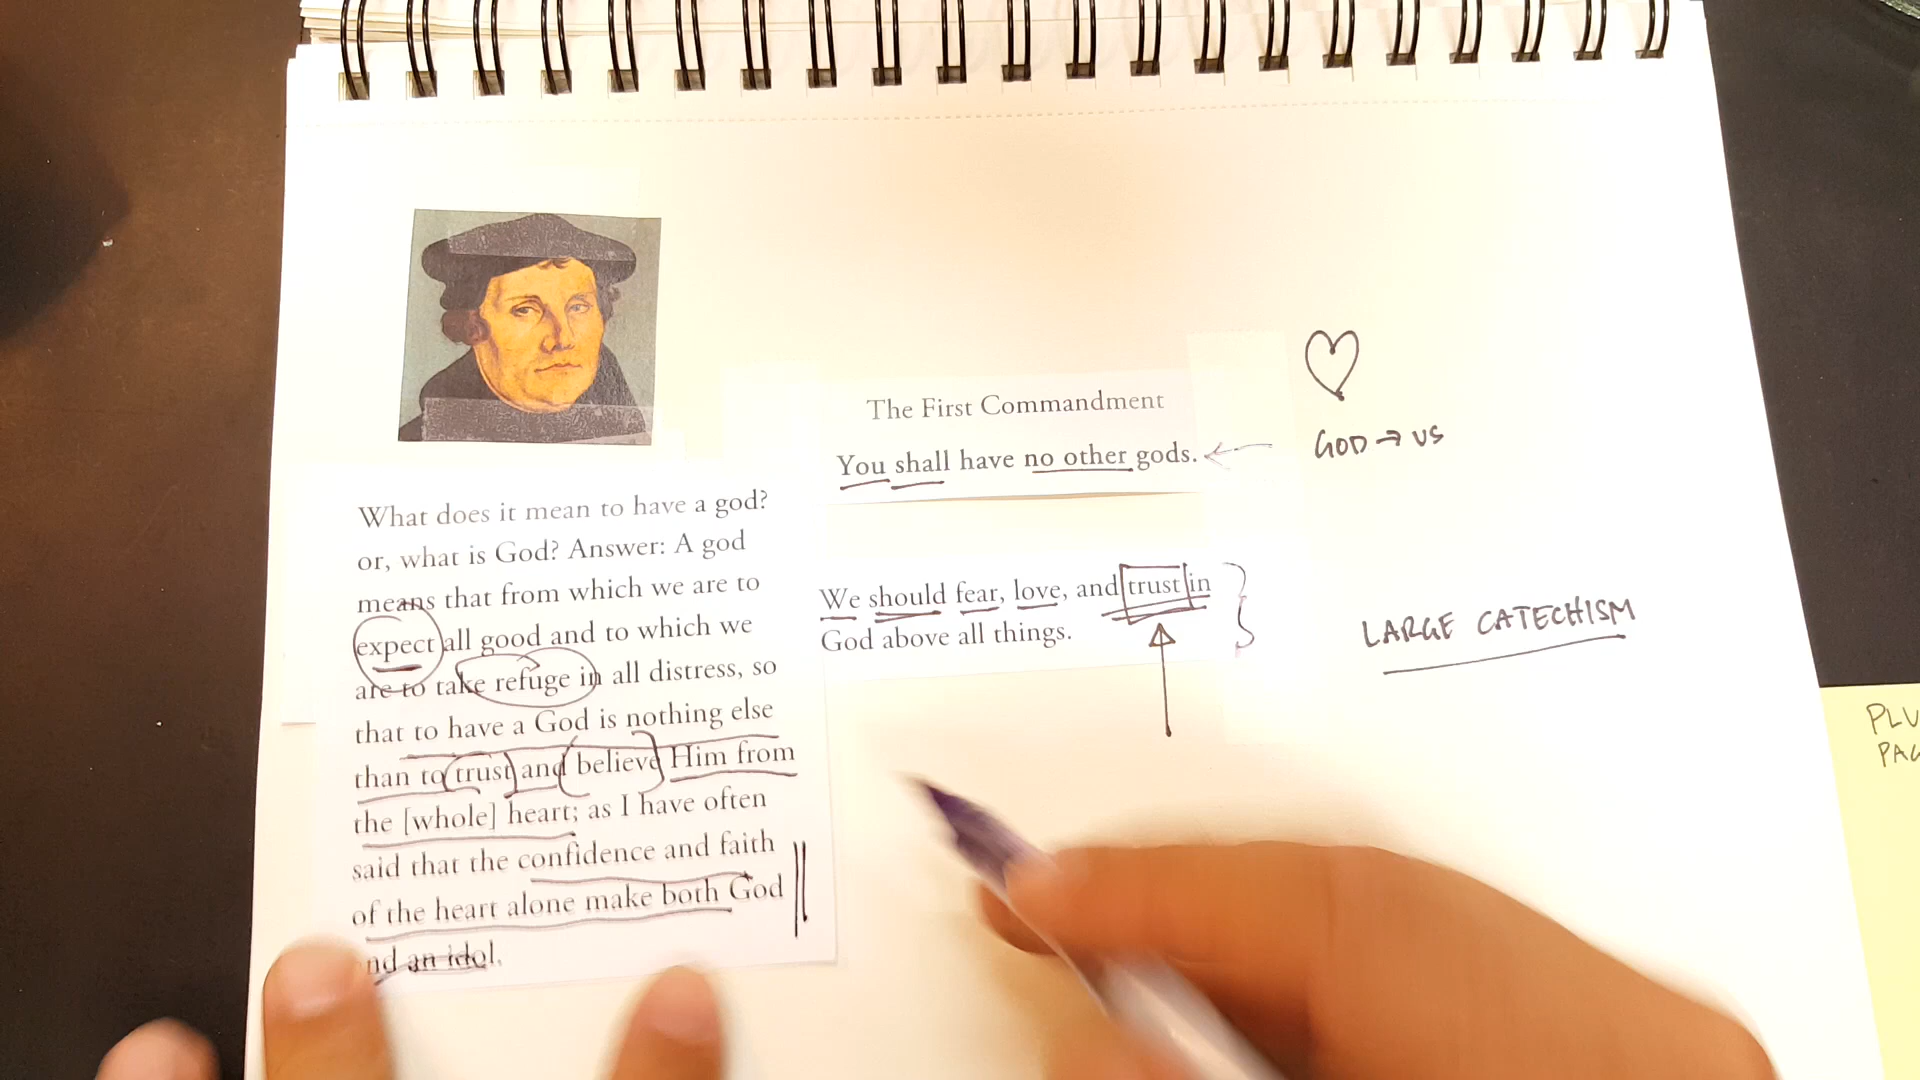 What does it mean to have a god?
or, what is God? Answer: A god
means that from which we are to
expect all good and to which we
are to take refuge in all distress, so
that to have a God is nothing else
than to trust and believe Him from
the [whole] heart; as I have often
said that the confidence and faith
of the heart alone make both God
nd an idol.
The First Commandment
You shall have no other gods.
We should fear, love, and trust in
God above all things.
GOD → US
LARGE CATECHISM